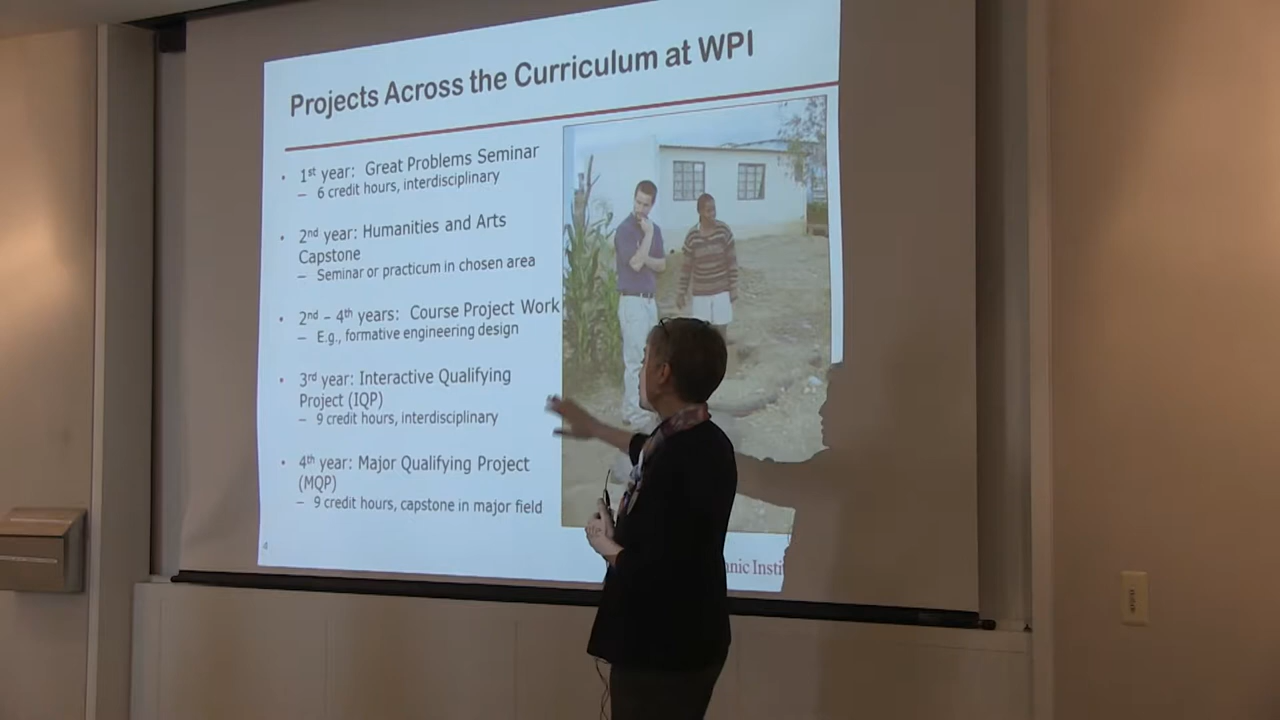 Projects Across the Curriculum at WPI
• 1st year: Great Problems Seminar
– 6 credit hours, interdisciplinary
• 2nd year: Humanities and Arts
Capstone
– Seminar or practicum in chosen area
• 2nd – 4th years: Course Project Work
– E.g., formative engineering design
• 3rd year: Interactive Qualifying
Project (IQP)
– 9 credit hours, interdisciplinary
• 4th year: Major Qualifying Project
(MQP)
– 9 credit hours, capstone in major field
4